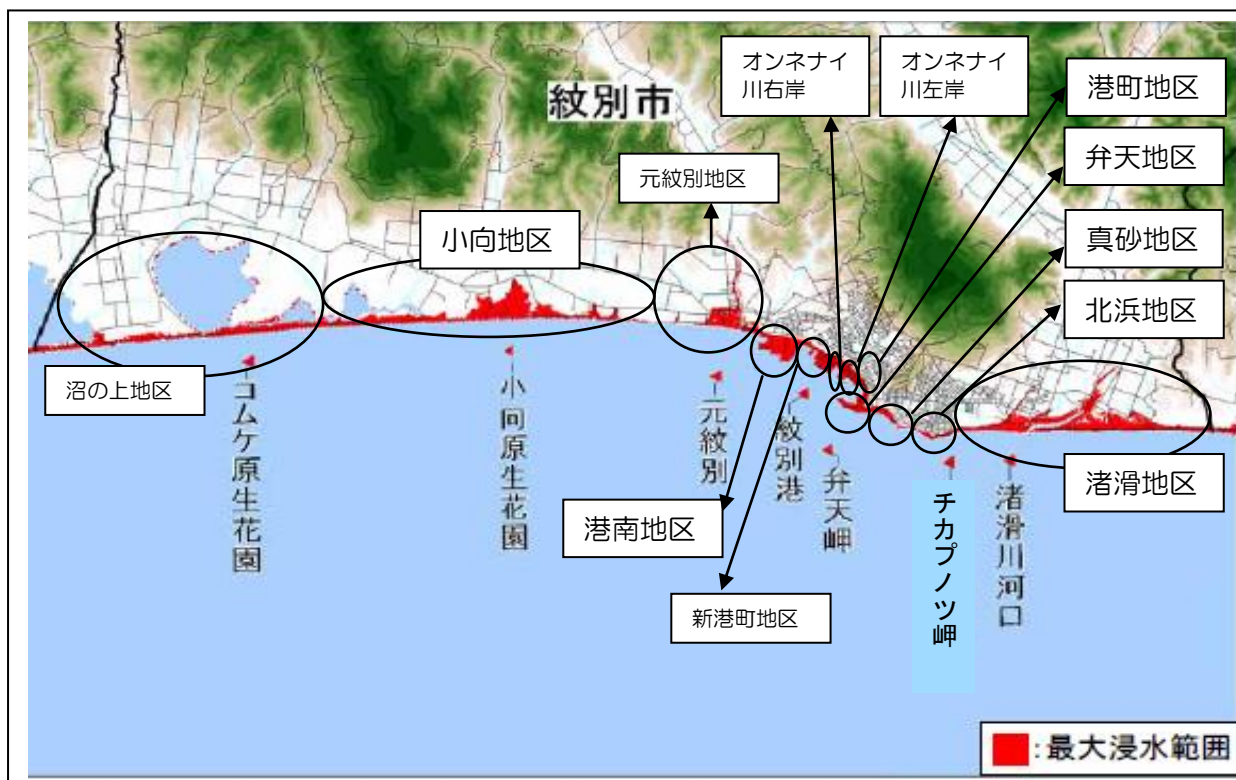 紋別市
オンネナイ
川右岸
オンネナイ
川左岸
港町地区
弁天地区
真砂地区
北浜地区
元紋別地区
小向地区
沼の上地区
コムケ原生花園
小向原生花園
元紋別
紋別港
弁天岬
チカプノツ岬
渚滑川河口
渚滑地区
港南地区
新港町地区
:最大浸水範囲